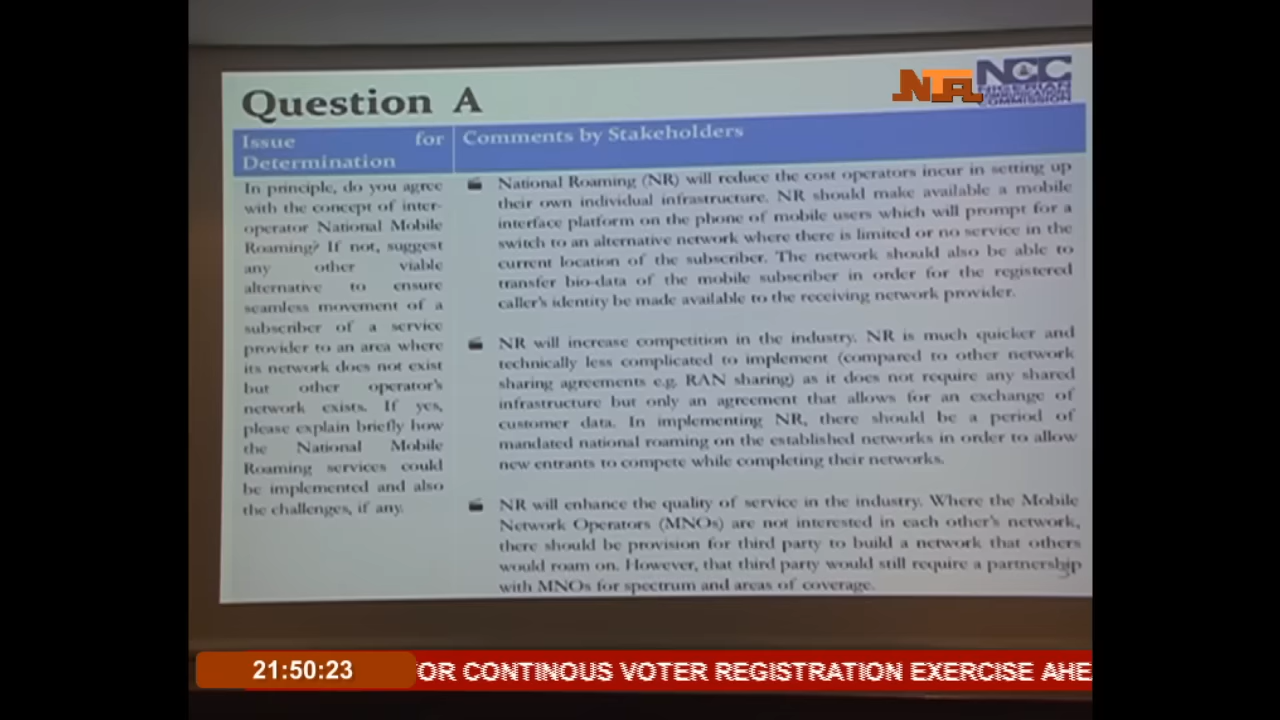 Question A
NTA
NCC
NIGERIAN
COMMUNICATIONS
COMMISSION
Issue for
Determination
Comments by Stakeholders
In principle, do you agree
with the concept of inter-
operator National Mobile
Roaming? If not, suggest
any other viable
alternative to ensure
seamless movement of a
subscriber of a service
provider to an area where
its network does not exist
but other operator's
network exists. If yes,
please explain briefly how
the National Mobile
Roaming services could
be implemented and also
the challenges, if any.
National Roaming (NR) will reduce the cost operators incur in setting up
their own individual infrastructure. NR should make available a mobile
interface platform on the phone of mobile users which will prompt for a
switch to an alternative network where there is limited or no service in the
current location of the subscriber. The network should also be able to
transfer bio-data of the mobile subscriber in order for the registered
caller's identity be made available to the receiving network provider.
NR will increase competition in the industry. NR is much quicker and
technically less complicated to implement (compared to other network
sharing agreements e.g. RAN sharing) as it does not require any shared
infrastructure but only an agreement that allows for an exchange of
customer data. In implementing NR, there should be a period of
mandated national roaming on the established networks in order to allow
new entrants to compete while completing their networks.
NR will enhance the quality of service in the industry. Where the Mobile
Network Operators (MNOs) are not interested in each other's network,
there should be provision for third party to build a network that others
would roam on. However, that third party would still require a partnership
with MNOs for spectrum and areas of coverage.
21:50:23
OR CONTINOUS VOTER REGISTRATION EXERCISE AHE